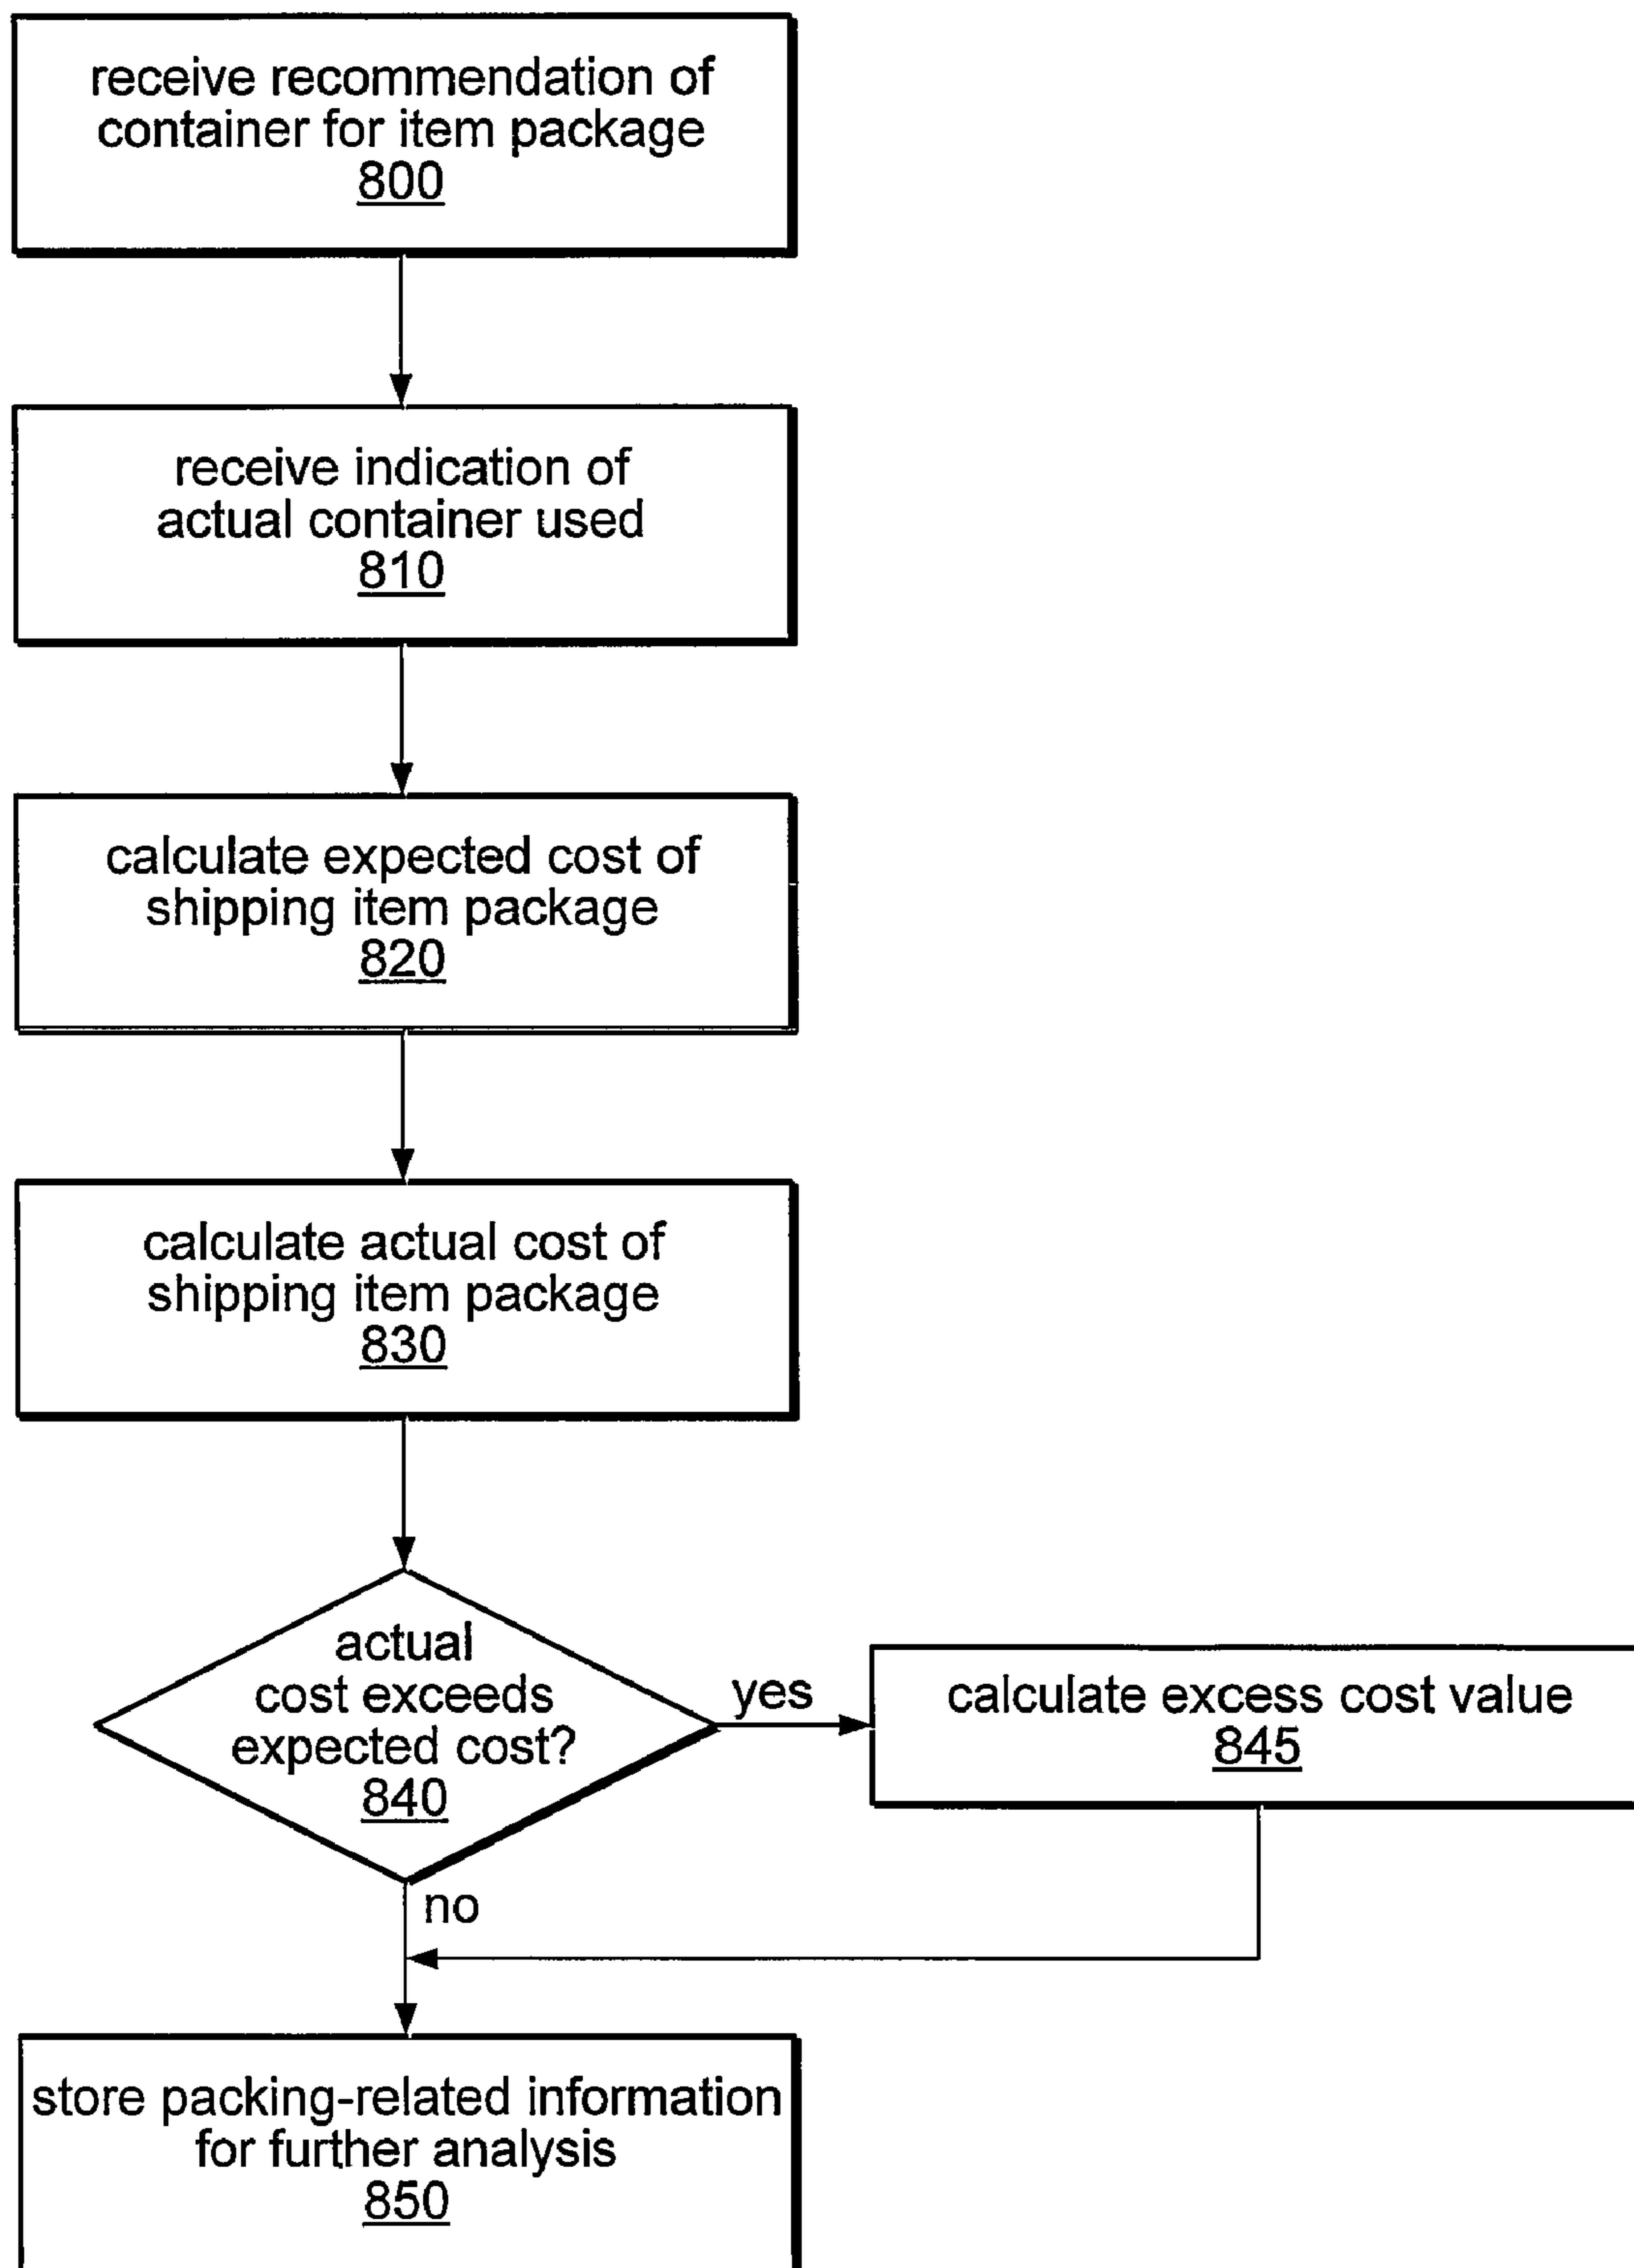 receive recommendation of
container for item package
800
receive indication of
actual container used
810
calculate expected cost of
shipping item package
820
calculate actual cost of
shipping item package
830
actual
cost exceeds
expected cost?
840
yes
calculate excess cost value
845
no
store packing-related information
for further analysis
850